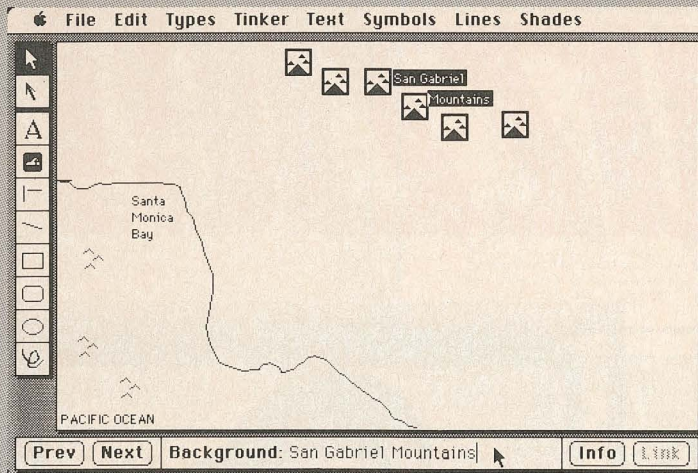 File Edit Types Tinker Text Symbols Lines Shades
San Gabriel
Mountains
A
Santa
Monica
Bay
PACIFIC OCEAN
Prev Next Background: San Gabriel Mountains Info Link